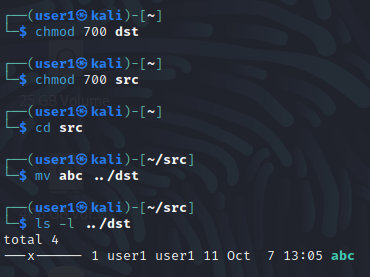 ┌──(user1㉿kali)-[~]
└─$ chmod 700 dst
┌──(user1㉿kali)-[~]
└─$ chmod 700 src
┌──(user1㉿kali)-[~]
└─$ cd src
┌──(user1㉿kali)-[~/src]
└─$ mv abc ../dst
┌──(user1㉿kali)-[~/src]
└─$ ls -l ../dst
total 4
---x------ 1 user1 user1 11 Oct  7 13:05 abc